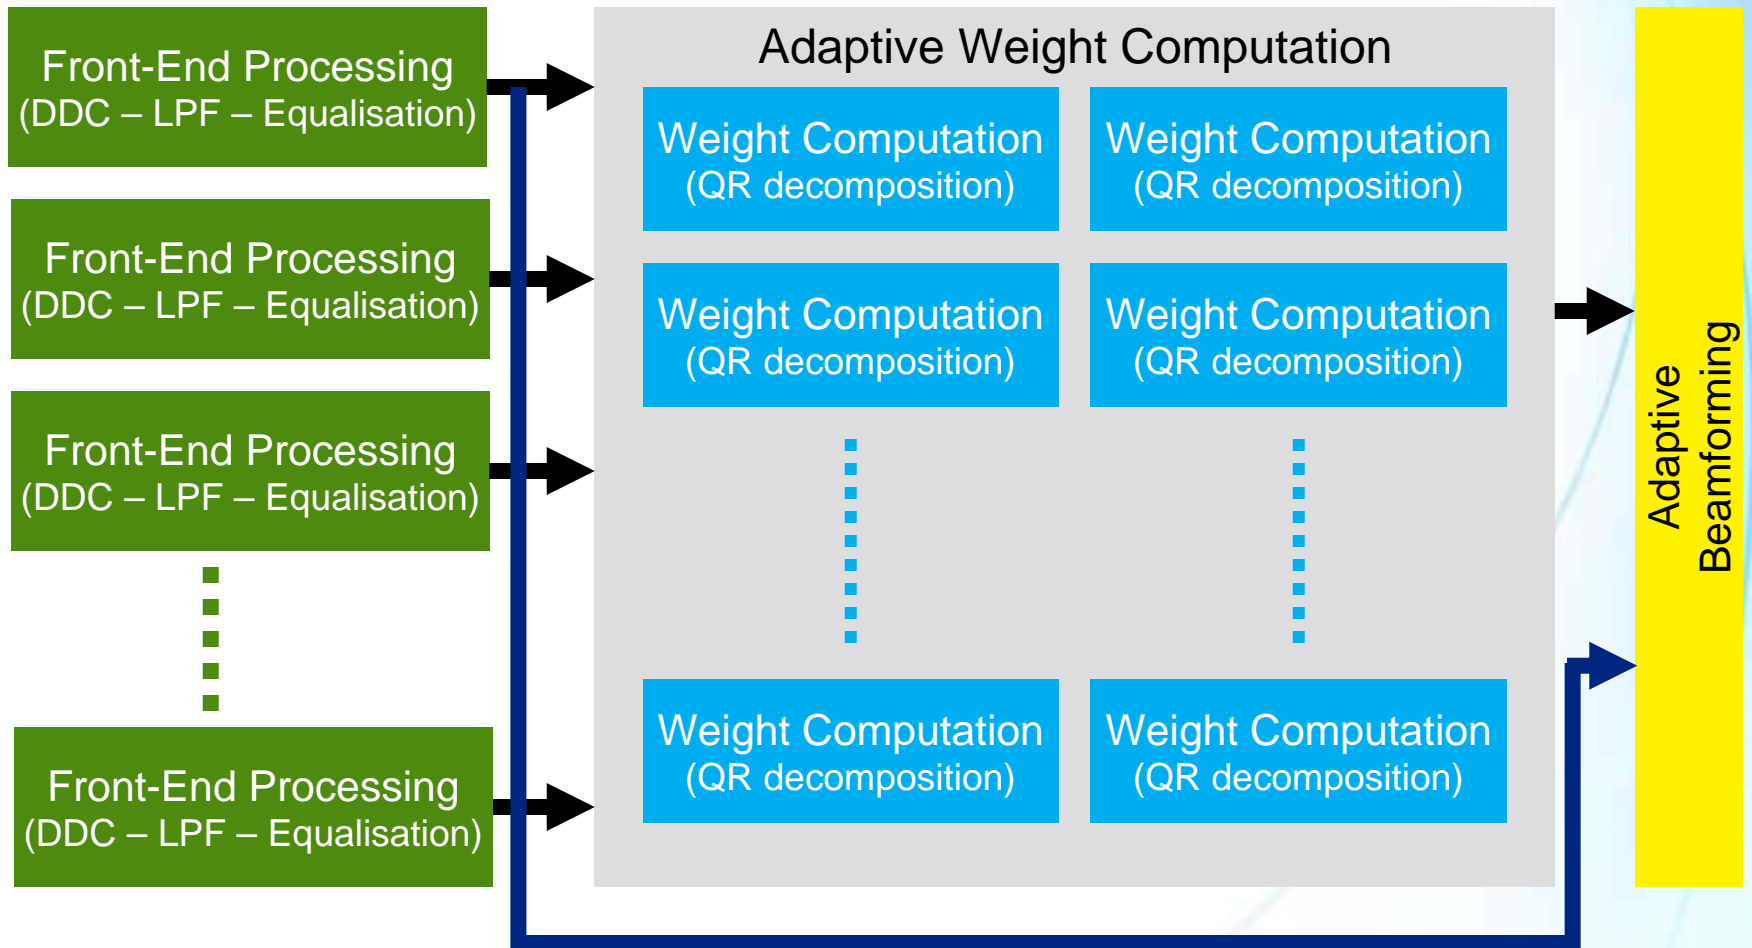 Front-End Processing
(DDC – LPF – Equalisation)
Front-End Processing
(DDC – LPF – Equalisation)
Front-End Processing
(DDC – LPF – Equalisation)
Front-End Processing
(DDC – LPF – Equalisation)
Adaptive Weight Computation
Weight Computation
(QR decomposition)
Weight Computation
(QR decomposition)
Weight Computation
(QR decomposition)
Weight Computation
(QR decomposition)
Weight Computation
(QR decomposition)
Weight Computation
(QR decomposition)
Adaptive
Beamforming